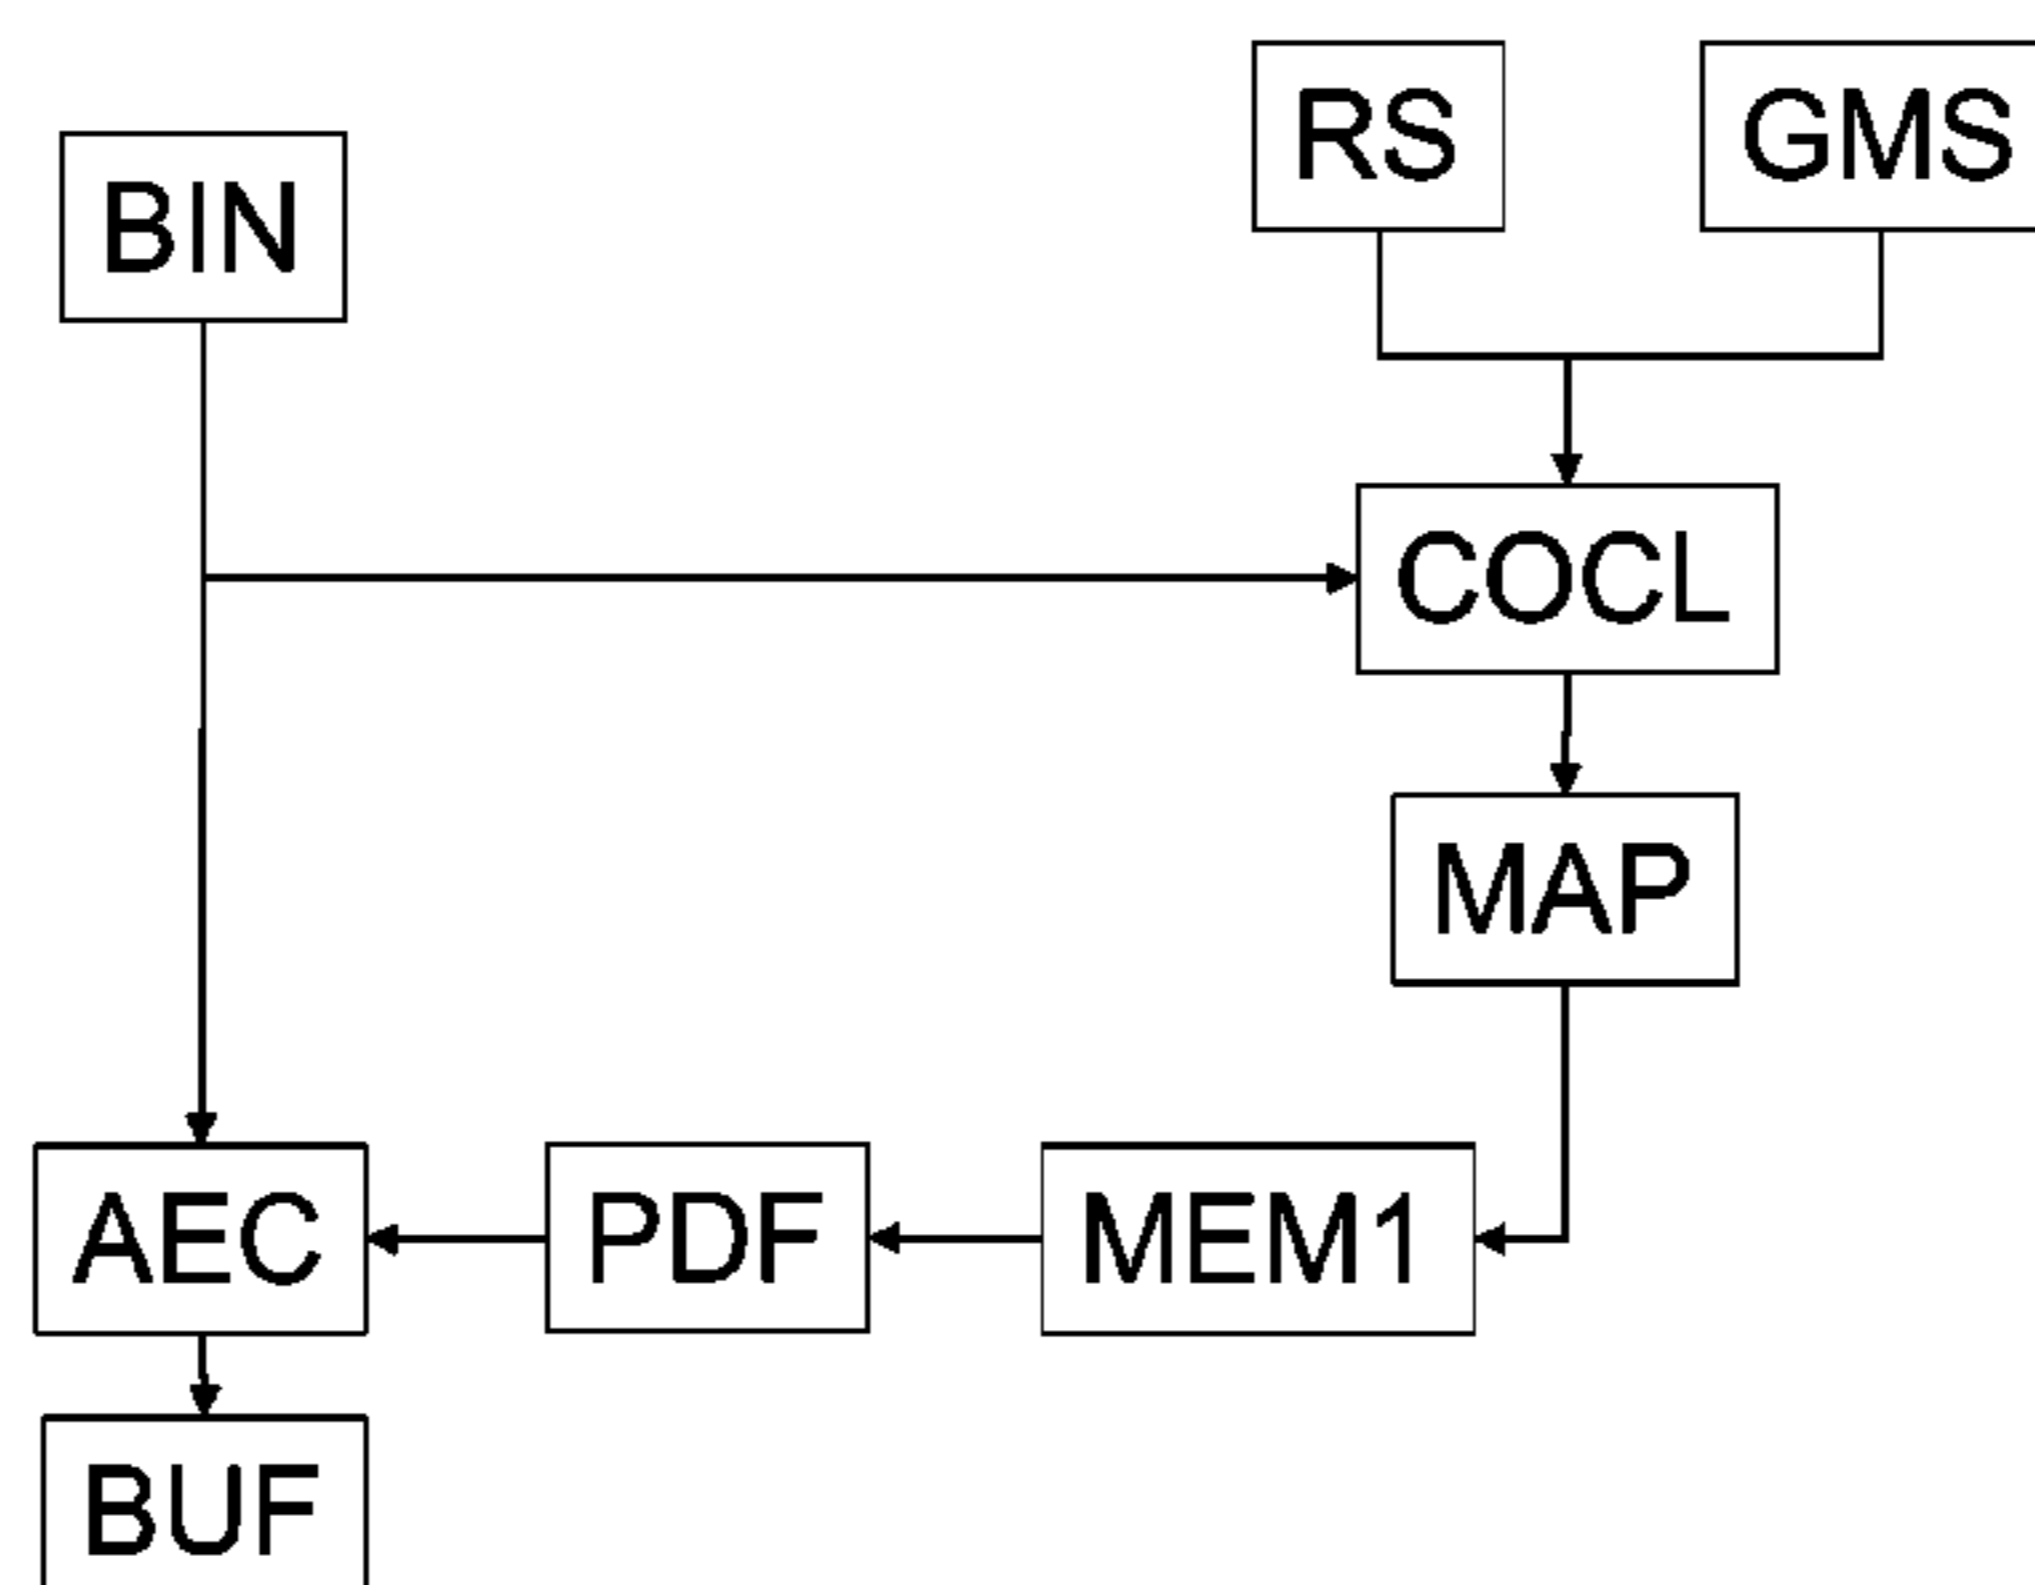 RS
GMS
BIN
COCL
MAP
AEC
PDF
MEM1
BUF